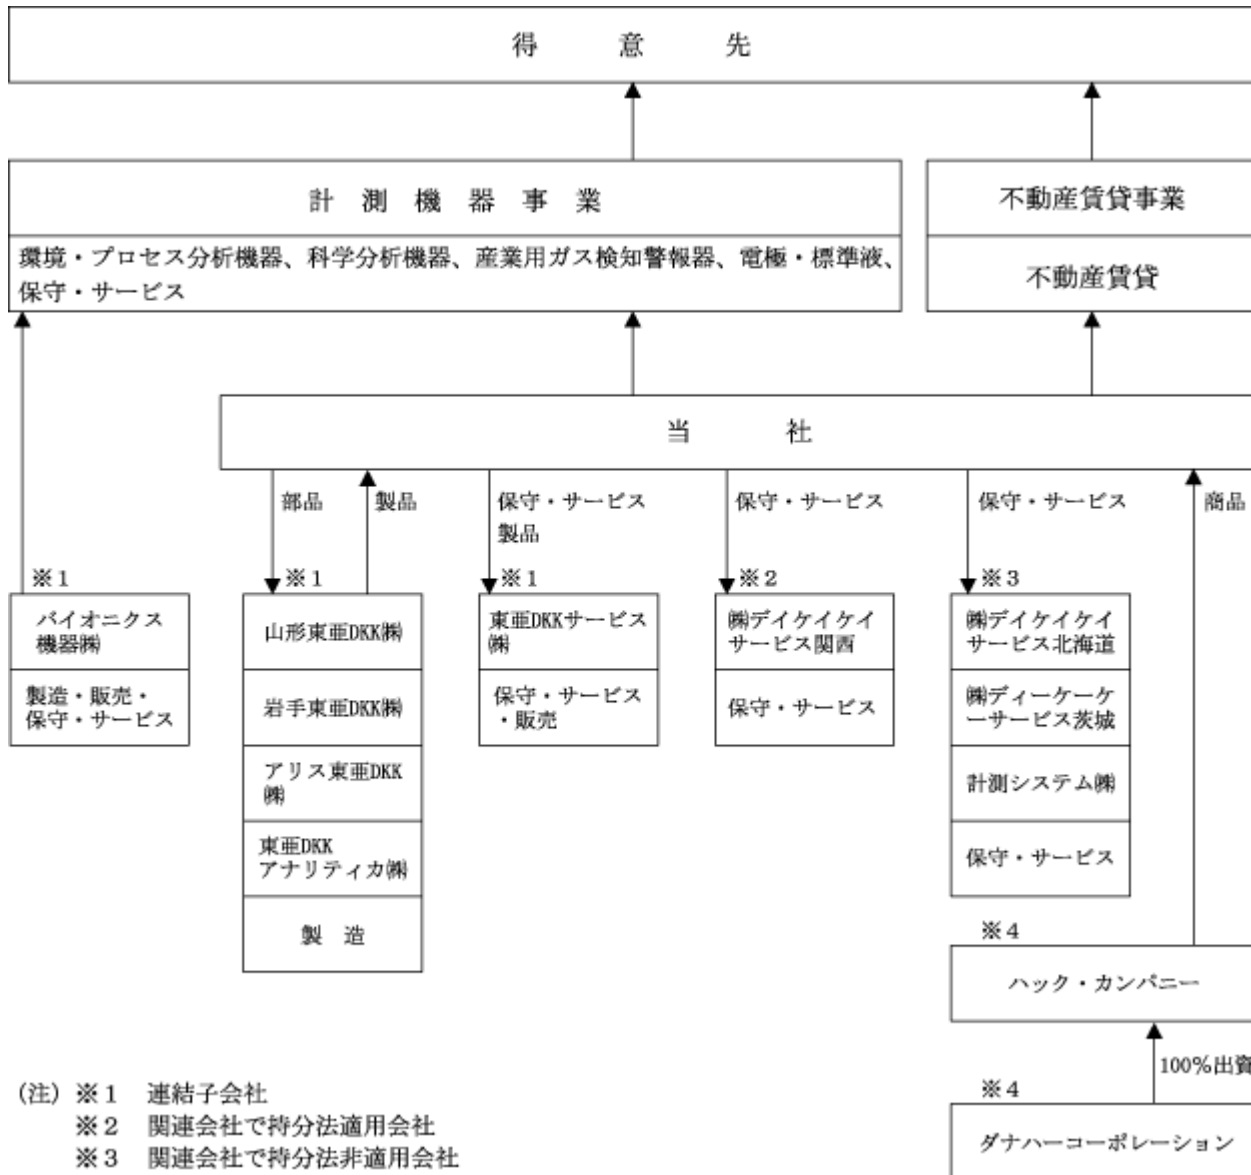 得意先
計測機器事業
環境・プロセス分析機器、科学分析機器、産業用ガス検知警報器、電極・標準液、
保守・サービス
不動産賃貸事業
不動産賃貸
当社
部品
製品
保守・サービス
製品
保守・サービス
保守・サービス
商品
※1
バイオニクス
機器㈱
製造・販売・
保守・サービス
※1
山形東亜DKK㈱
岩手東亜DKK㈱
アリス東亜DKK
㈱
東亜DKK
アナリティカ㈱
製造
※1
東亜DKKサービス
㈱
保守・サービス
・販売
※2
㈱デイケイケイ
サービス関西
保守・サービス
※3
㈱デイケイケイ
サービス北海道
㈱ディーケーケ
ーサービス茨城
計測システム㈱
保守・サービス
※4
ハック・カンパニー
100%出資
※4
ダナハーコーポレーション
(注) ※1 連結子会社
※2 関連会社で持分法適用会社
※3 関連会社で持分法非適用会社